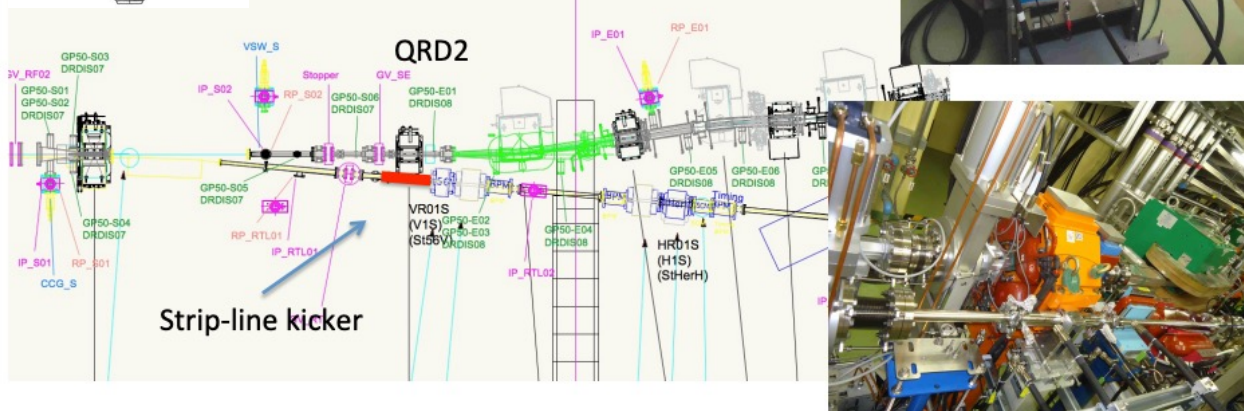 QRD2
GP50-S03
DRDIS07
GV_RF02
GP50-S01
GP50-S02
DRDIS07
VSW_S
IP_S02
RP_S02
Stopper
GP50-S06
DRDIS07
GV_SE
GP50-E01
DRDIS08
IP_E01
RP_E01
GP50-S05
DRDIS07
GP50-S04
DRDIS07
IP_S01
RP_S01
CCG_S
RP_RTL01
IP_RTL01
VR01S
(V1S)
(St56V)
GP50-E02
GP50-E03
DRDIS08
BPM
IP_RTL02
GP50-E04
DRDIS08
BPM
GP50-E05
DRDIS08
GP50-E06
DRDIS08
Timing
BPM
HR01S
(H1S)
(StHerH)
Strip-line kicker